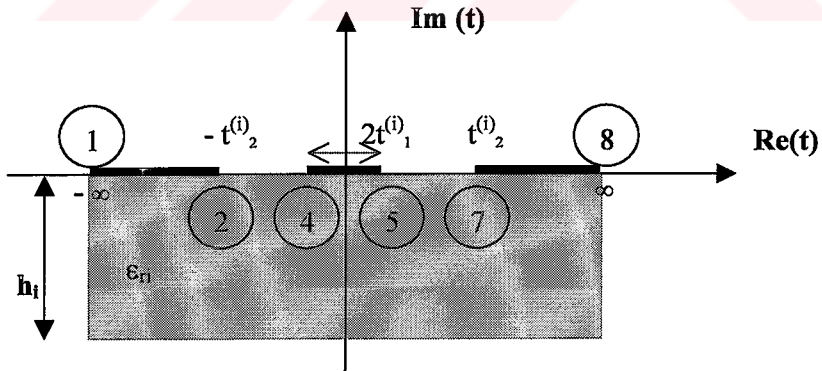 Im (t)
1
- t(i)2
2t(i)1
t(i)2
8
Re(t)
- ∞
∞
2
4
5
7
εri
hi